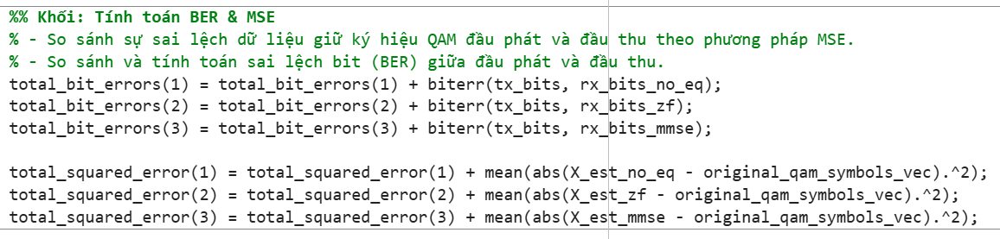 %% Khối: Tính toán BER & MSE
% - So sánh sự sai lệch dữ liệu giữ ký hiệu QAM đầu phát và đầu thu theo phương pháp MSE.
% - So sánh và tính toán sai lệch bit (BER) giữa đầu phát và đầu thu.
total_bit_errors(1) = total_bit_errors(1) + biterr(tx_bits, rx_bits_no_eq);
total_bit_errors(2) = total_bit_errors(2) + biterr(tx_bits, rx_bits_zf);
total_bit_errors(3) = total_bit_errors(3) + biterr(tx_bits, rx_bits_mmse);
total_squared_error(1) = total_squared_error(1) + mean(abs(X_est_no_eq - original_qam_symbols_vec).^2);
total_squared_error(2) = total_squared_error(2) + mean(abs(X_est_zf - original_qam_symbols_vec).^2);
total_squared_error(3) = total_squared_error(3) + mean(abs(X_est_mmse - original_qam_symbols_vec).^2);